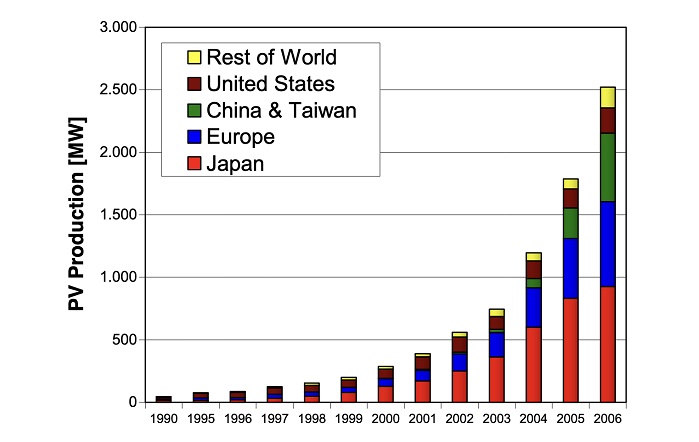 3.000
2.500
2.000
1.500
1.000
500
0
PV Production [MW]
Rest of World
United States
China & Taiwan
Europe
Japan
1990 1995 1996 1997 1998 1999 2000 2001 2002 2003 2004 2005 2006